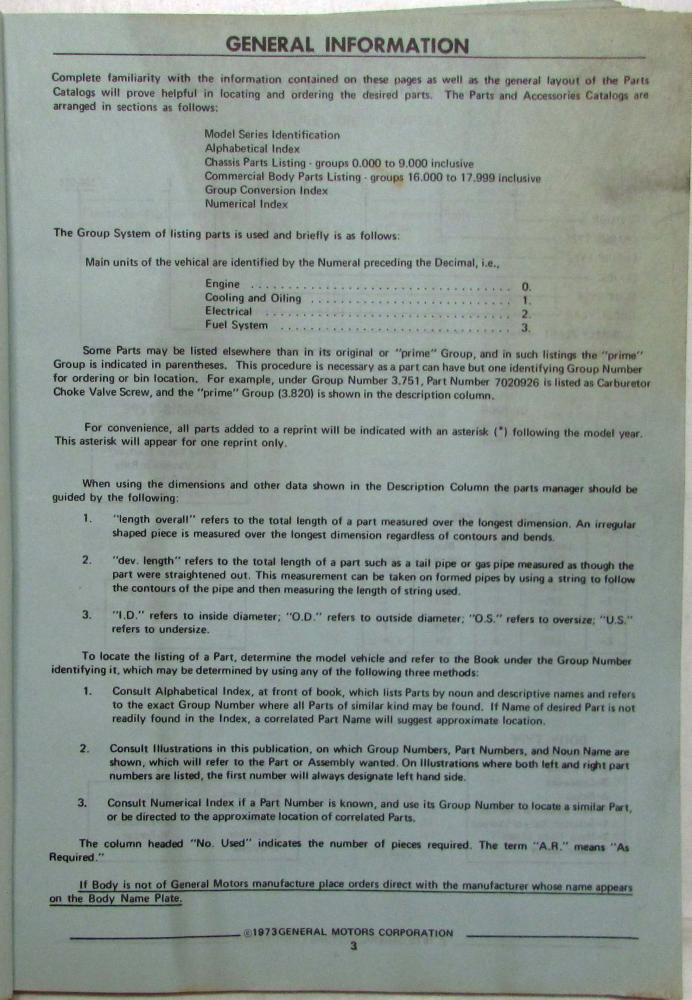 GENERAL INFORMATION
Complete familiarity with the information contained on these pages as well as the general layout of the Parts
Catalogs will prove helpful in locating and ordering the desired parts. The Parts and Accessories Catalogs are
arranged in sections as follows:
Model Series Identification
Alphabetical Index
Chassis Parts Listing - groups 0.000 to 9.000 inclusive
Commercial Body Parts Listing - groups 16.000 to 17.999 inclusive
Group Conversion Index
Numerical Index
The Group System of listing parts is used and briefly is as follows:
Main units of the vehical are identified by the Numeral preceding the Decimal, i.e.,
Engine . . . . . . . . . . . . . . . . . . . . . . . . . . . . . . . . . . . 0.
Cooling and Oiling . . . . . . . . . . . . . . . . . . . . . . . . . . . 1.
Electrical . . . . . . . . . . . . . . . . . . . . . . . . . . . . . . . . . 2.
Fuel System . . . . . . . . . . . . . . . . . . . . . . . . . . . . . . . 3.
Some Parts may be listed elsewhere than in its original or "prime" Group, and in such listings the "prime"
Group is indicated in parentheses. This procedure is necessary as a part can have but one identifying Group Number
for ordering or bin location. For example, under Group Number 3.751, Part Number 7020926 is listed as Carburetor
Choke Valve Screw, and the "prime" Group (3.820) is shown in the description column.
For convenience, all parts added to a reprint will be indicated with an asterisk (*) following the model year.
This asterisk will appear for one reprint only.
When using the dimensions and other data shown in the Description Column the parts manager should be
guided by the following:
1. "length overall" refers to the total length of a part measured over the longest dimension. An irregular
shaped piece is measured over the longest dimension regardless of contours and bends.
2. "dev. length" refers to the total length of a part such as a tail pipe or gas pipe measured as though the
part were straightened out. This measurement can be taken on formed pipes by using a string to follow
the contours of the pipe and then measuring the length of string used.
3. "I.D." refers to inside diameter; "O.D." refers to outside diameter; "O.S." refers to oversize; "U.S."
refers to undersize.
To locate the listing of a Part, determine the model vehicle and refer to the Book under the Group Number
identifying it, which may be determined by using any of the following three methods:
1. Consult Alphabetical Index, at front of book, which lists Parts by noun and descriptive names and refers
to the exact Group Number where all Parts of similar kind may be found. If Name of desired Part is not
readily found in the Index, a correlated Part Name will suggest approximate location.
2. Consult Illustrations in this publication, on which Group Numbers, Part Numbers, and Noun Name are
shown, which will refer to the Part or Assembly wanted. On Illustrations where both left and right part
numbers are listed, the first number will always designate left hand side.
3. Consult Numerical Index if a Part Number is known, and use its Group Number to locate a similar Part,
or be directed to the approximate location of correlated Parts.
The column headed "No. Used" indicates the number of pieces required. The term "A.R." means "As
Required."
If Body is not of General Motors manufacture place orders direct with the manufacturer whose name appears
on the Body Name Plate.
©1973 GENERAL MOTORS CORPORATION
3